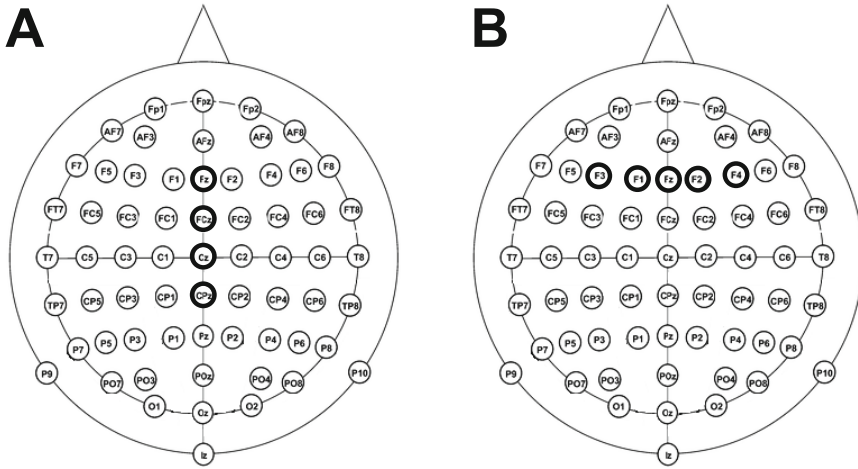 A
Fpz
Fp1 Fp2
AF7 AF3 AFz AF4 AF8
F7 F5 F3 F1 Fz F2 F4 F6 F8
FT7 FC5 FC3 FC1 FCz FC2 FC4 FC6 FT8
T7 C5 C3 C1 Cz C2 C4 C6 T8
TP7 CP5 CP3 CP1 CPz CP2 CP4 CP6 TP8
P7 P5 P3 P1 Pz P2 P4 P6 P8
P9 PO7 PO3 POz PO4 PO8 P10
O1 Oz O2
Iz
B
Fpz
Fp1 Fp2
AF7 AF3 AFz AF4 AF8
F7 F5 F3 F1 Fz F2 F4 F6 F8
FT7 FC5 FC3 FC1 FCz FC2 FC4 FC6 FT8
T7 C5 C3 C1 Cz C2 C4 C6 T8
TP7 CP5 CP3 CP1 CPz CP2 CP4 CP6 TP8
P7 P5 P3 P1 Pz P2 P4 P6 P8
P9 PO7 PO3 POz PO4 PO8 P10
O1 Oz O2
Iz